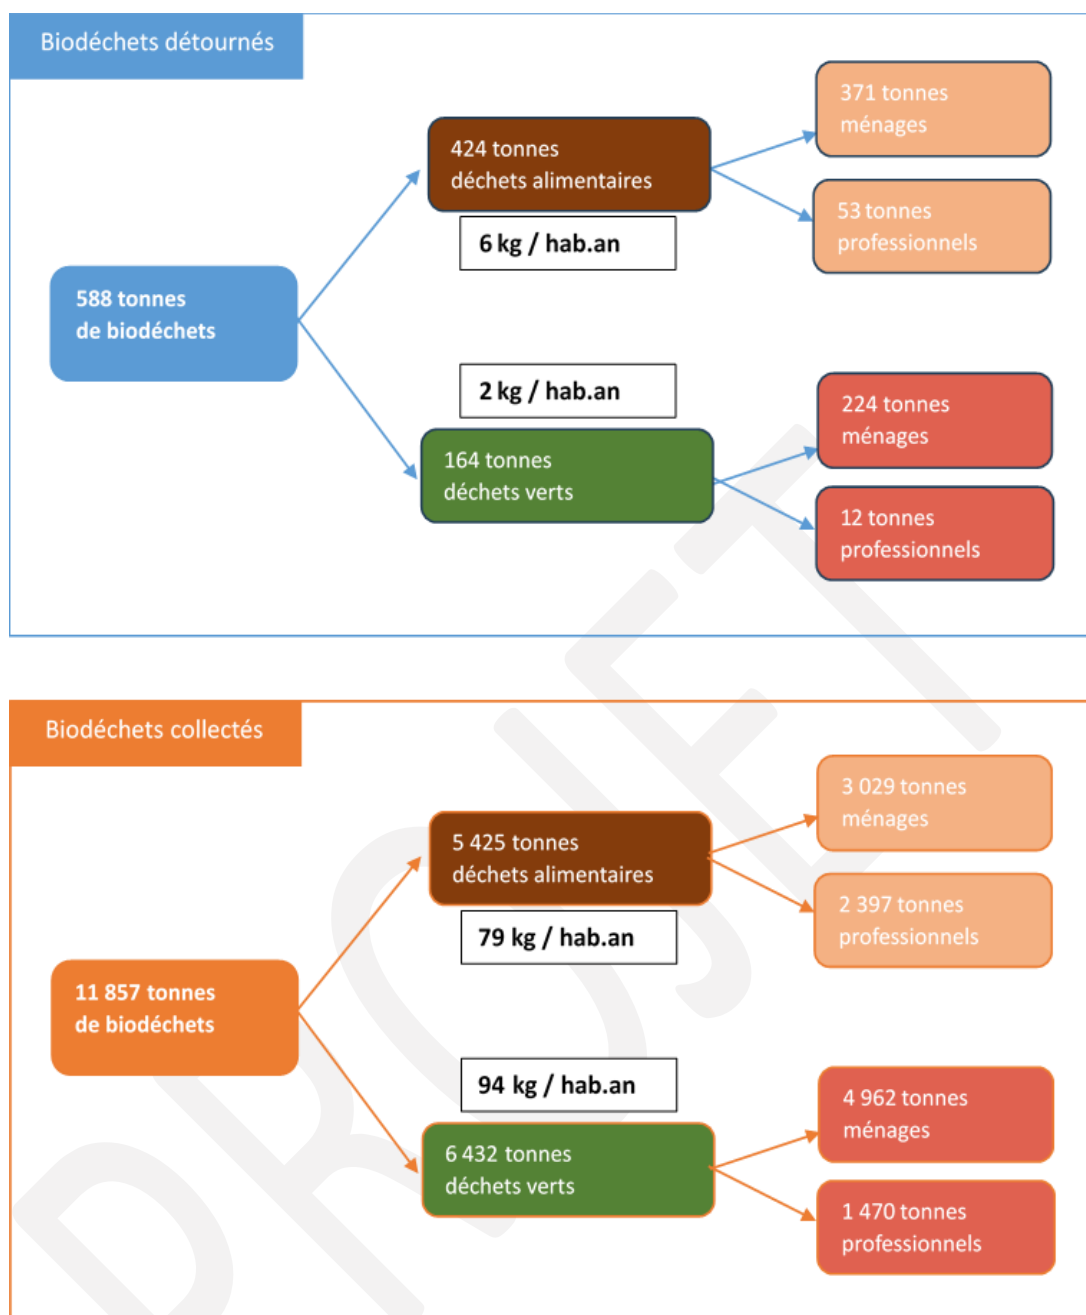 Biodéchets détournés
371 tonnes
ménages
424 tonnes
déchets alimentaires
53 tonnes
professionnels
6 kg / hab.an
588 tonnes
de biodéchets
2 kg / hab.an
224 tonnes
ménages
164 tonnes
déchets verts
12 tonnes
professionnels
Biodéchets collectés
3 029 tonnes
ménages
5 425 tonnes
déchets alimentaires
2 397 tonnes
professionnels
79 kg / hab.an
11 857 tonnes
de biodéchets
94 kg / hab.an
4 962 tonnes
ménages
6 432 tonnes
déchets verts
1 470 tonnes
professionnels
PROJET